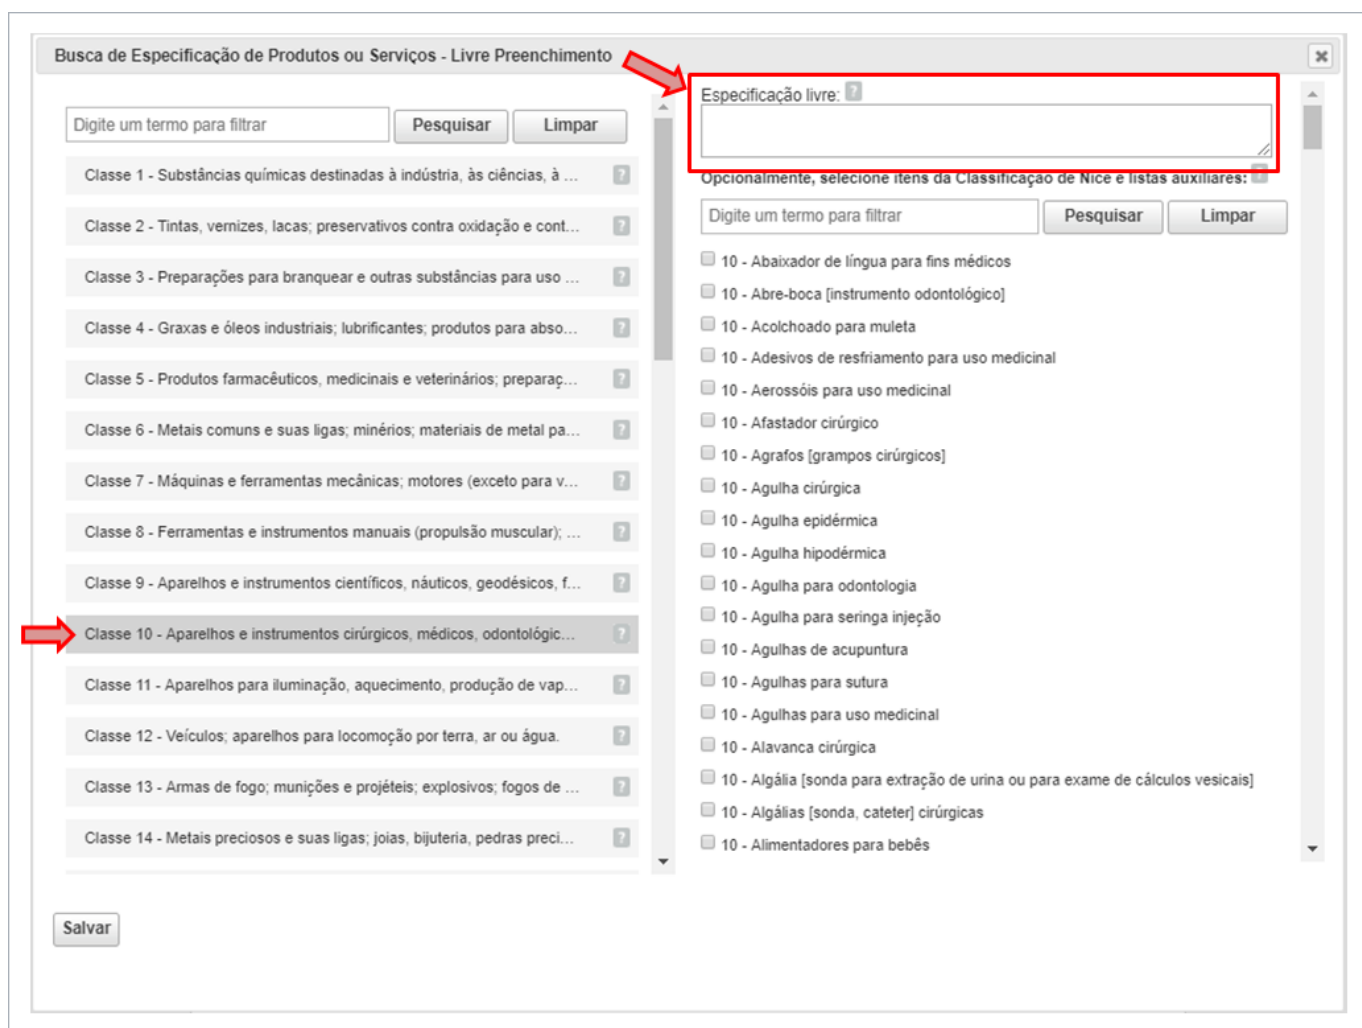 Busca de Especificação de Produtos ou Serviços - Livre Preenchimento
Digite um termo para filtrar
Pesquisar
Limpar
Classe 1 - Substâncias químicas destinadas à indústria, às ciências, à ...
Classe 2 - Tintas, vernizes, lacas; preservativos contra oxidação e cont...
Classe 3 - Preparações para branquear e outras substâncias para uso ...
Classe 4 - Graxas e óleos industriais; lubrificantes; produtos para abso...
Classe 5 - Produtos farmacêuticos, medicinais e veterinários; preparaç...
Classe 6 - Metais comuns e suas ligas; minérios; materiais de metal pa...
Classe 7 - Máquinas e ferramentas mecânicas; motores (exceto para v...
Classe 8 - Ferramentas e instrumentos manuais (propulsão muscular); ...
Classe 9 - Aparelhos e instrumentos científicos, náuticos, geodésicos, f...
Classe 10 - Aparelhos e instrumentos cirúrgicos, médicos, odontológic...
Classe 11 - Aparelhos para iluminação, aquecimento, produção de vap...
Classe 12 - Veículos; aparelhos para locomoção por terra, ar ou água.
Classe 13 - Armas de fogo; munições e projéteis; explosivos; fogos de ...
Classe 14 - Metais preciosos e suas ligas; joias, bijuteria, pedras preci...
Especificação livre:
Opcionalmente, selecione itens da Classificação de Nice e listas auxiliares:
Digite um termo para filtrar
Pesquisar
Limpar
10 - Abaixador de língua para fins médicos
10 - Abre-boca [instrumento odontológico]
10 - Acolchoado para muleta
10 - Adesivos de resfriamento para uso medicinal
10 - Aerossóis para uso medicinal
10 - Afastador cirúrgico
10 - Agrafos [grampos cirúrgicos]
10 - Agulha cirúrgica
10 - Agulha epidérmica
10 - Agulha hipodérmica
10 - Agulha para odontologia
10 - Agulha para seringa injeção
10 - Agulhas de acupuntura
10 - Agulhas para sutura
10 - Agulhas para uso medicinal
10 - Alavanca cirúrgica
10 - Algália [sonda para extração de urina ou para exame de cálculos vesicais]
10 - Algálias [sonda, cateter] cirúrgicas
10 - Alimentadores para bebês
Salvar